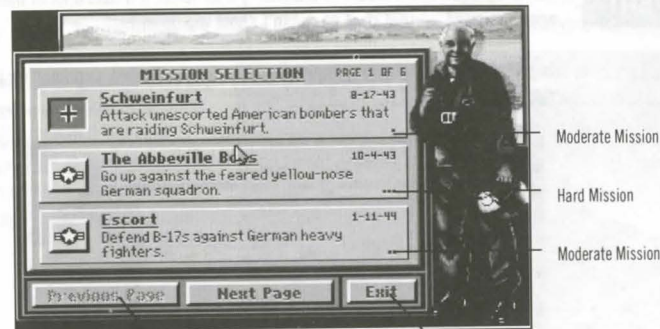 MISSION SELECTION PAGE 1 OF 6
Schweinfurt 8-17-43
Attack unescorted American bombers that
are raiding Schweinfurt.
Moderate Mission
The Abbeville Boys 10-4-43
Go up against the feared yellow-nose
German squadron.
Hard Mission
Escort 1-11-44
Defend B-17s against German heavy
fighters.
Moderate Mission
Previous Page Next Page Exit